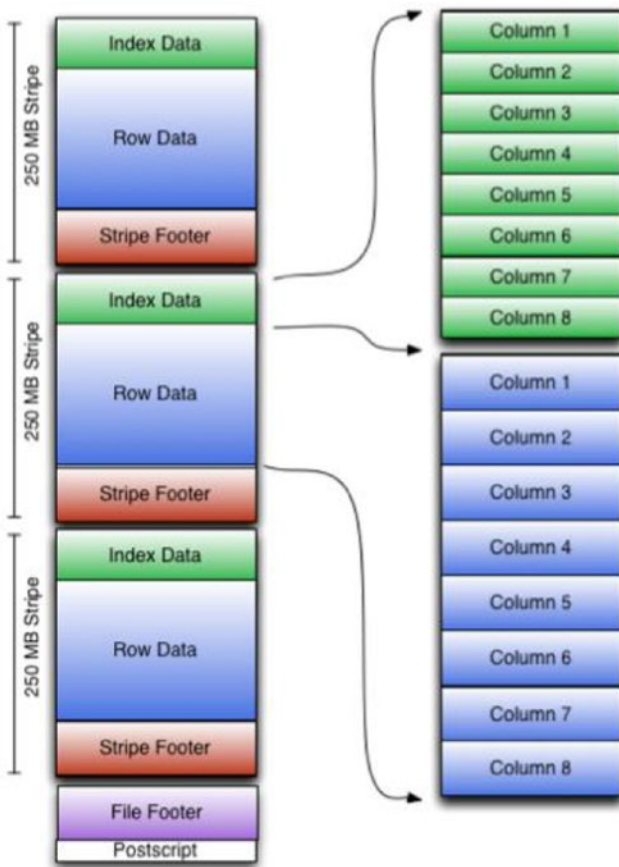 250 MB Stripe
Index Data
Row Data
Stripe Footer
250 MB Stripe
Index Data
Row Data
Stripe Footer
250 MB Stripe
Index Data
Row Data
Stripe Footer
File Footer
Postscript
Column 1
Column 2
Column 3
Column 4
Column 5
Column 6
Column 7
Column 8
Column 1
Column 2
Column 3
Column 4
Column 5
Column 6
Column 7
Column 8